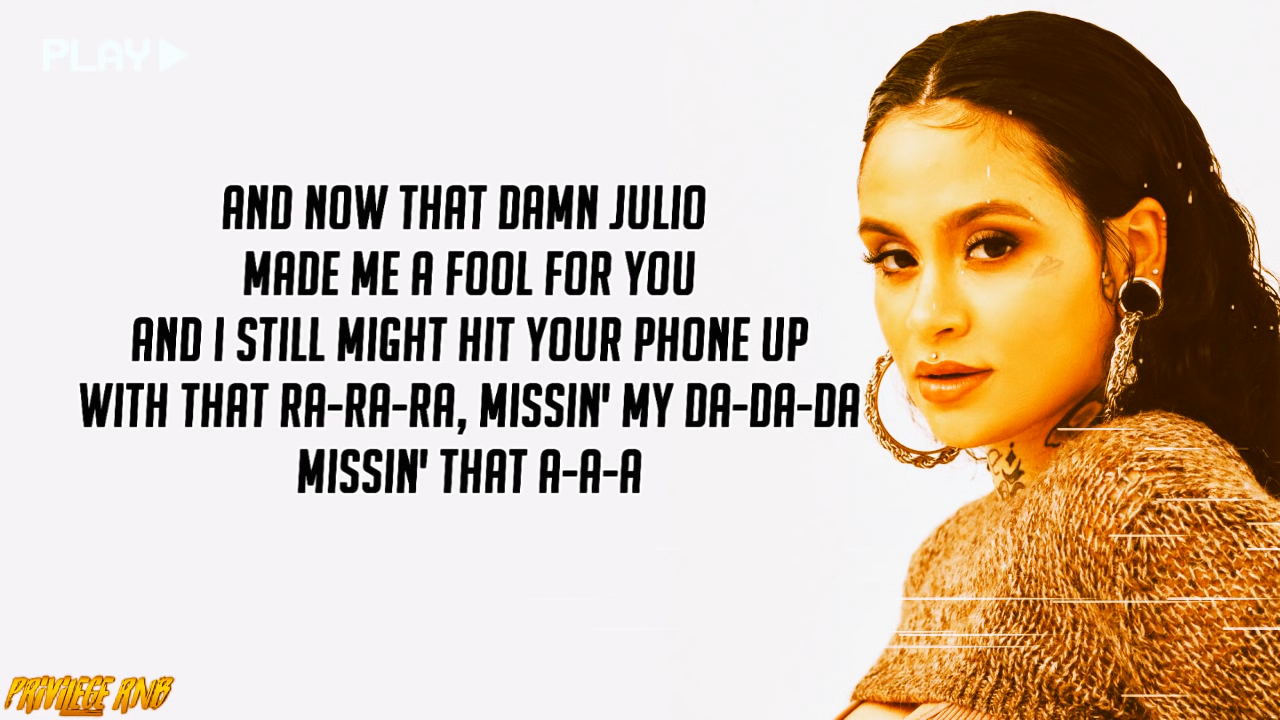 PLAY
AND NOW THAT DAMN JULIO
MADE ME A FOOL FOR YOU
AND I STILL MIGHT HIT YOUR PHONE UP
WITH THAT RA-RA-RA, MISSIN' MY DA-DA-DA
MISSIN' THAT A-A-A
PRIVILEGE RNB